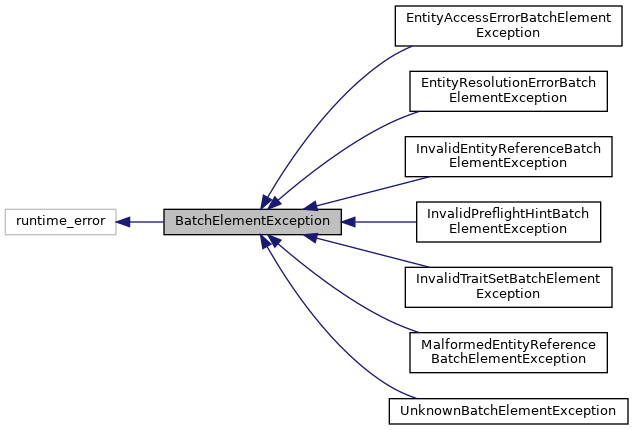 EntityAccessErrorBatchElement
Exception
EntityResolutionErrorBatch
ElementException
InvalidEntityReferenceBatch
ElementException
runtime_error
BatchElementException
InvalidPreflightHintBatch
ElementException
InvalidTraitSetBatchElement
Exception
MalformedEntityReference
BatchElementException
UnknownBatchElementException